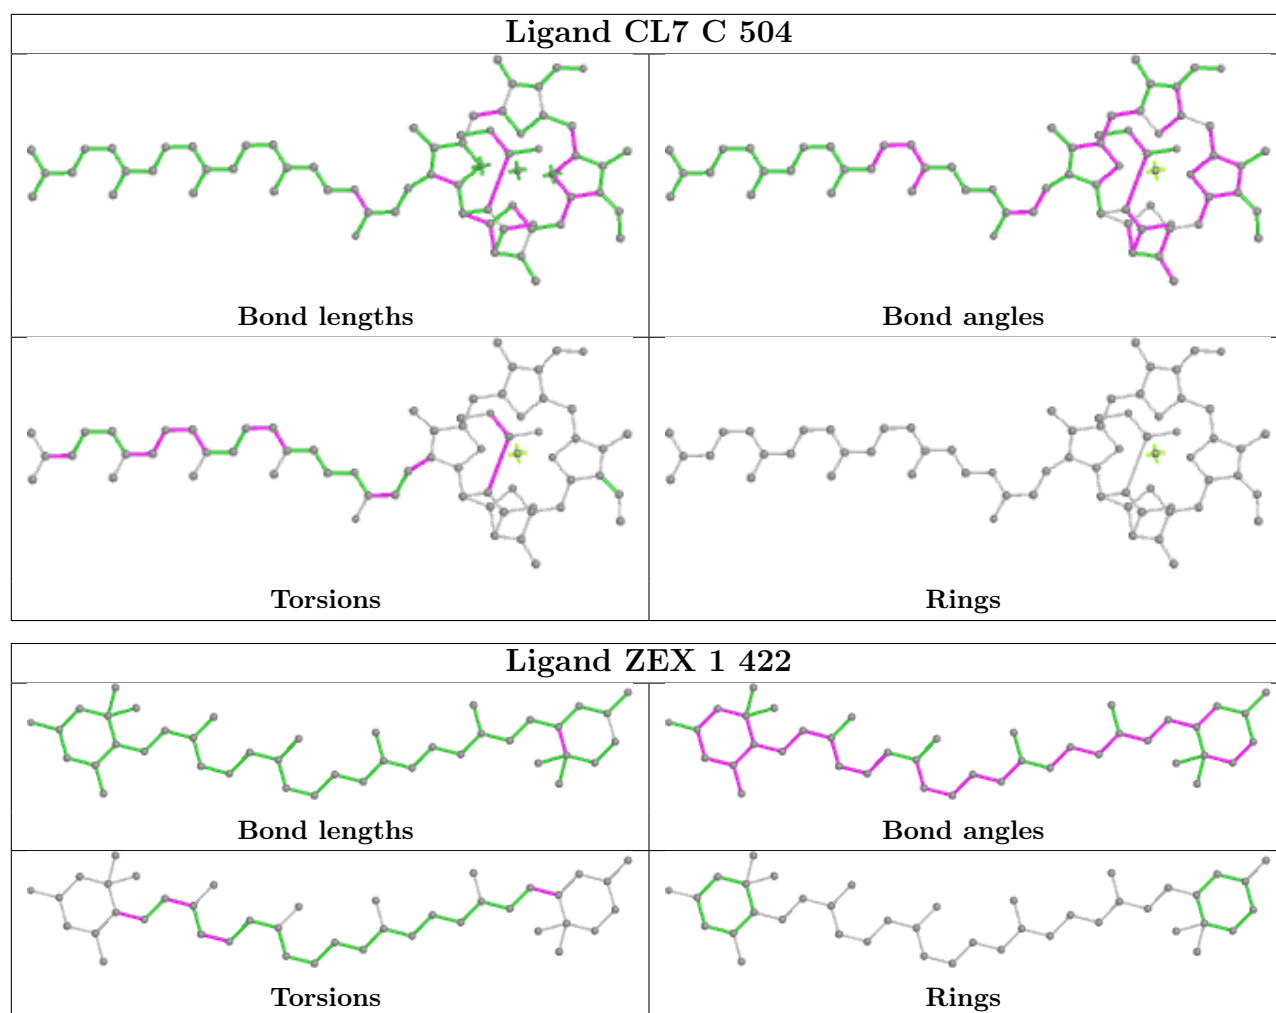 Ligand CL7 C 504
Bond lengths
Bond angles
Torsions
Rings
Ligand ZEX 1 422
Bond lengths
Bond angles
Torsions
Rings